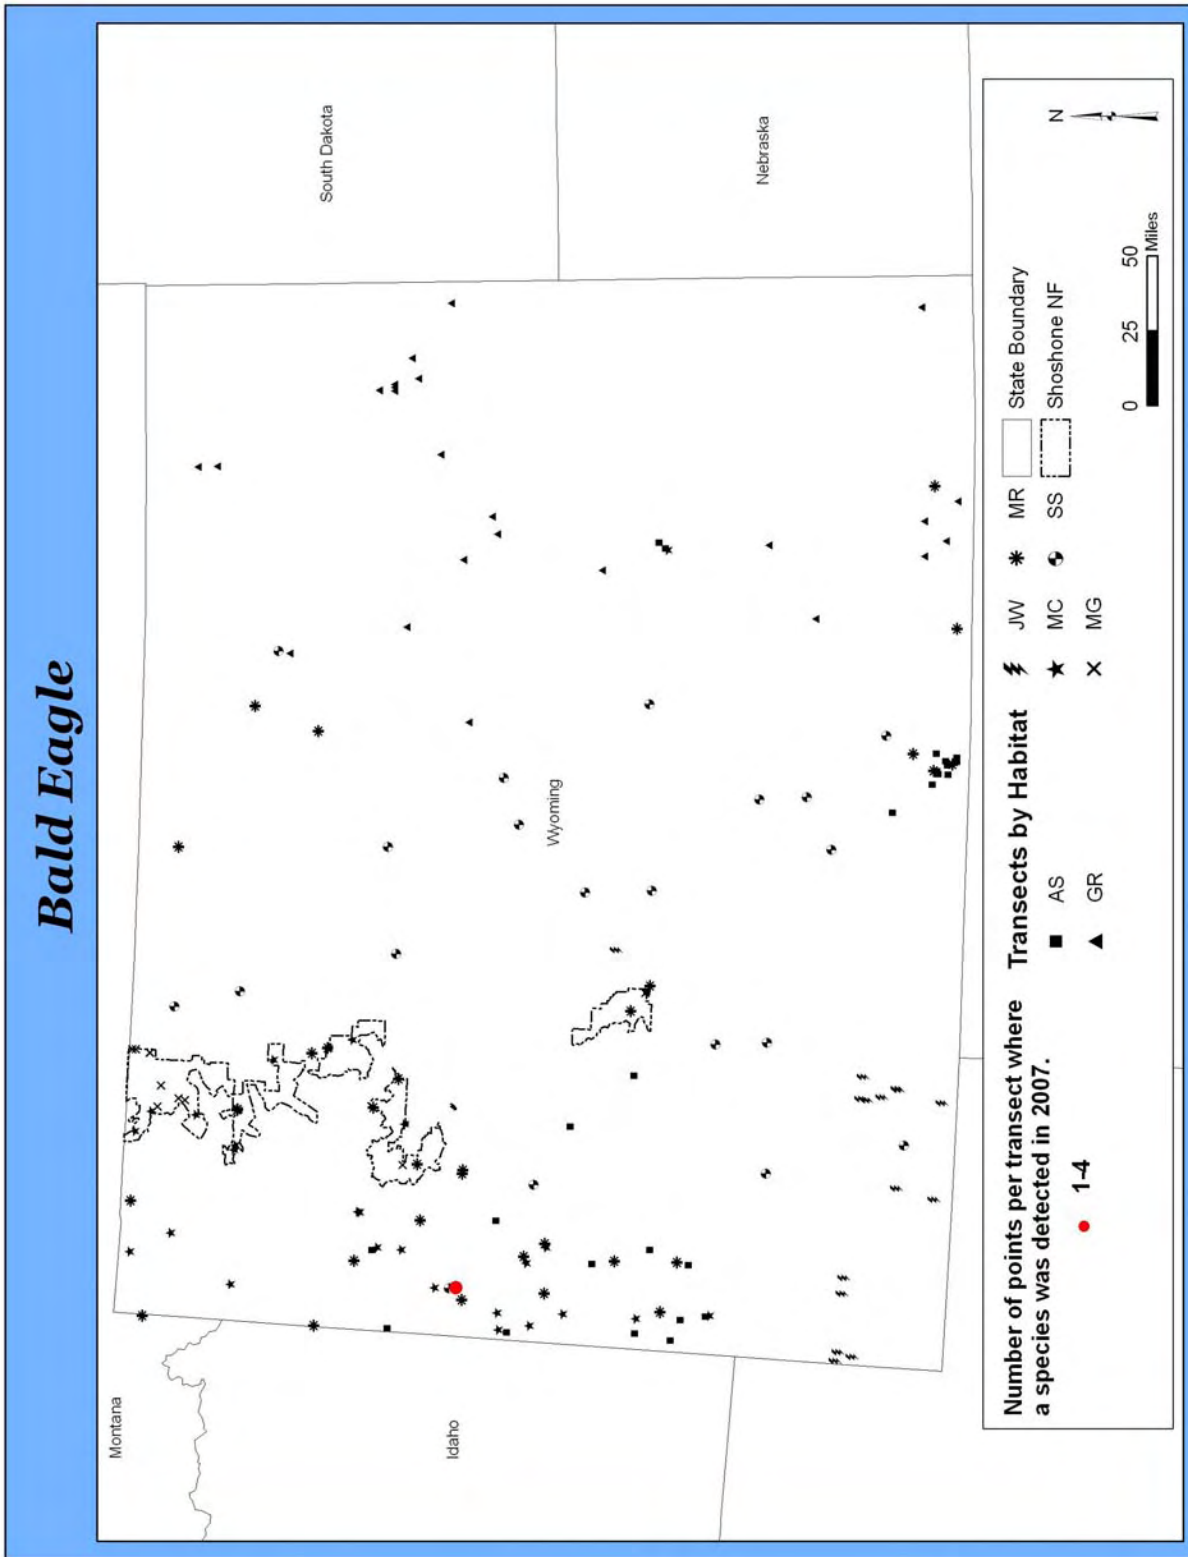 Bald Eagle
Montana
South Dakota
Idaho
Wyoming
Nebraska
Number of points per transect where
a species was detected in 2007.
1-4
Transects by Habitat
AS
GR
JW
MC
MG
MR
SS
State Boundary
Shoshone NF
N
0 25 50
Miles